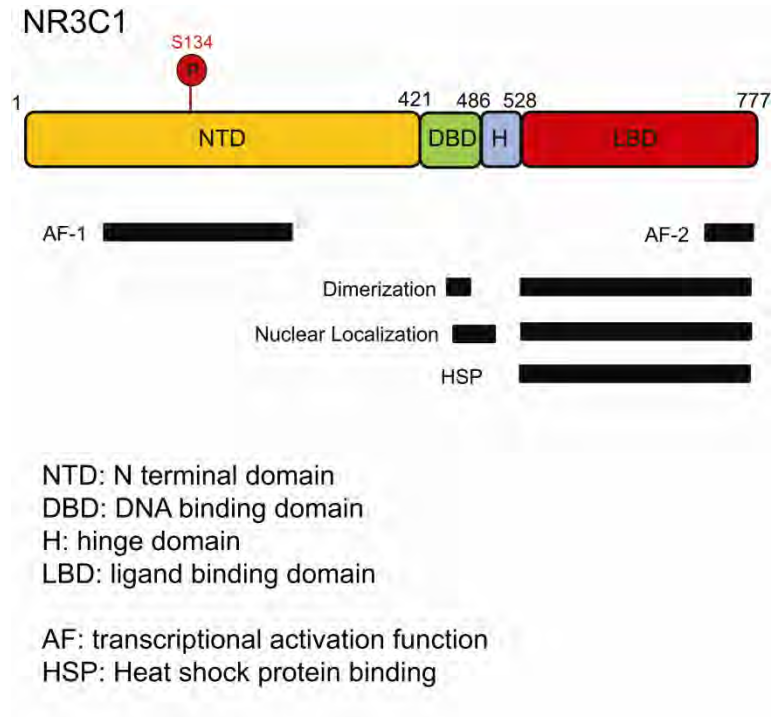 NR3C1
S134
P
1 421 486 528 777
NTD DBD H LBD
AF-1 AF-2
Dimerization
Nuclear Localization
HSP
NTD: N terminal domain
DBD: DNA binding domain
H: hinge domain
LBD: ligand binding domain
AF: transcriptional activation function
HSP: Heat shock protein binding